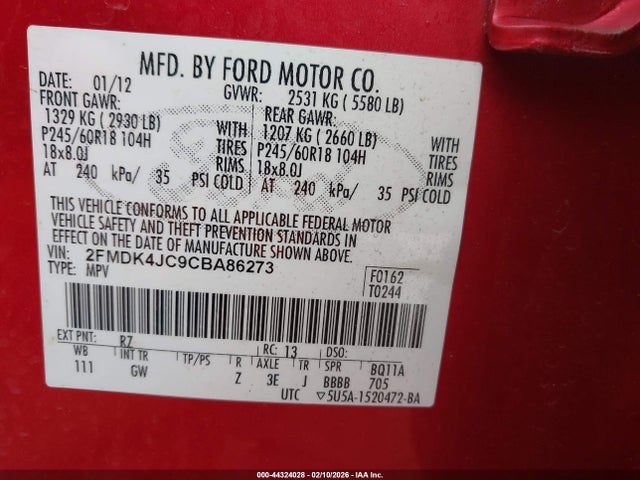 MFD. BY FORD MOTOR CO.
DATE: 01/12 GVWR: 2531 KG ( 5580 LB)
FRONT GAWR: REAR GAWR:
1329 KG ( 2930 LB) WITH 1207 KG ( 2660 LB) WITH
P245/60R18 104H TIRES P245/60R18 104H TIRES
18x8.0J RIMS 18x8.0J RIMS
AT 240 kPa/ 35 PSI COLD AT 240 kPa/ 35 PSI COLD
THIS VEHICLE CONFORMS TO ALL APPLICABLE FEDERAL MOTOR
VEHICLE SAFETY AND THEFT PREVENTION STANDARDS IN
EFFECT ON THE DATE OF MANUFACTURE SHOWN ABOVE.
VIN: 2FMDK4JC9CBA86273
TYPE: MPV
F0162
T0244
EXT PNT: RZ RC: 13 DSO:
WB INT TR TP/PS R AXLE TR SPR BQ11A
111 GW Z 3E J BBBB 705
UTC ▽5U5A-1520472-BA
Ford
000-44324028 - 02/10/2026 - IAAI, Inc.